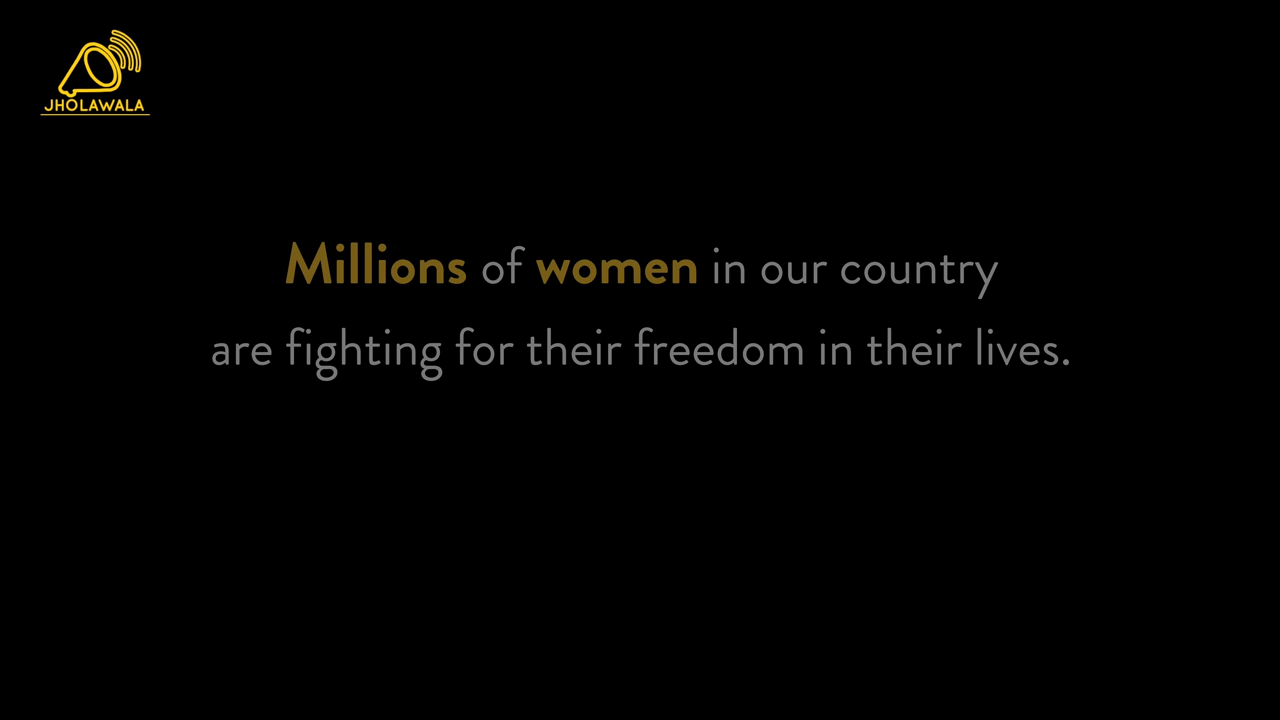 JHOLAWALA
Millions of women in our country
are fighting for their freedom in their lives.